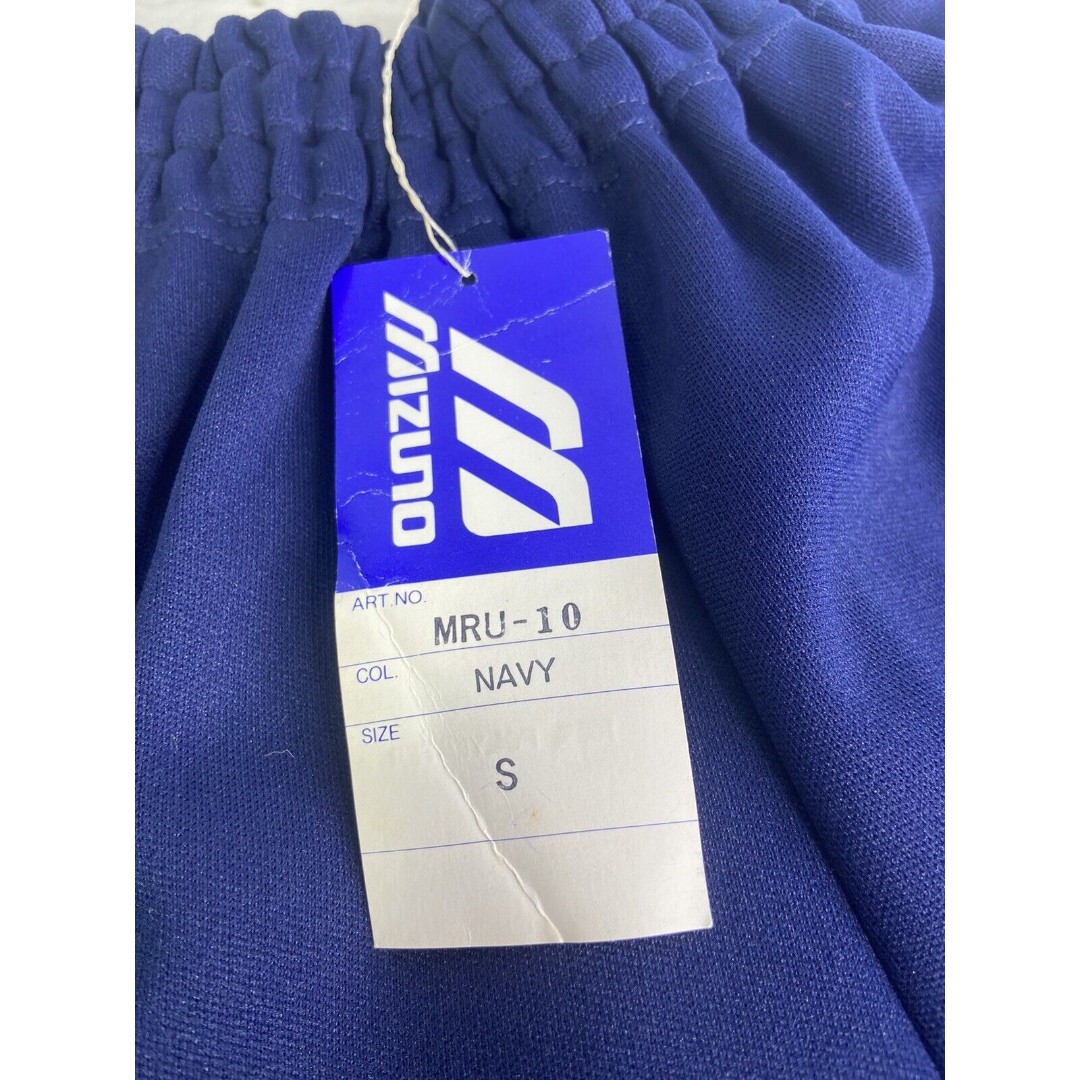 MIZUNO
ART.NO.
MRU-10
COL.
NAVY
SIZE
S